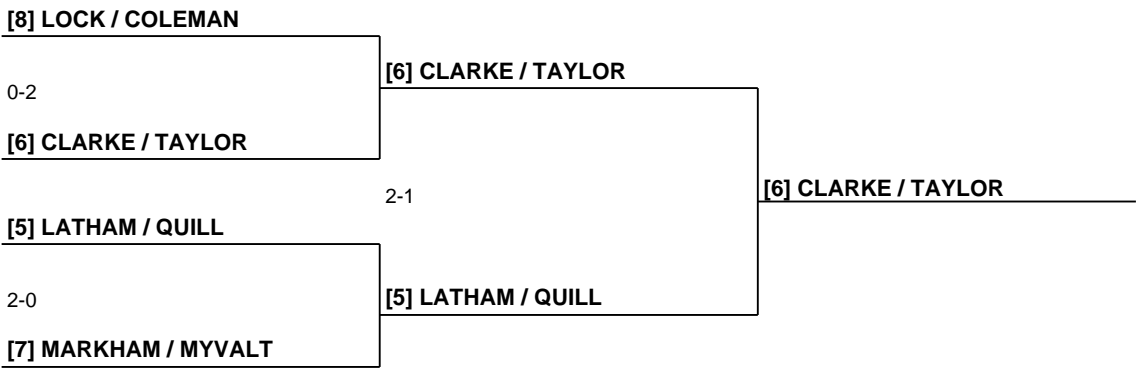 [8] LOCK / COLEMAN
[6] CLARKE / TAYLOR
0-2
[6] CLARKE / TAYLOR
[6] CLARKE / TAYLOR
2-1
[5] LATHAM / QUILL
[5] LATHAM / QUILL
2-0
[7] MARKHAM / MYVALT